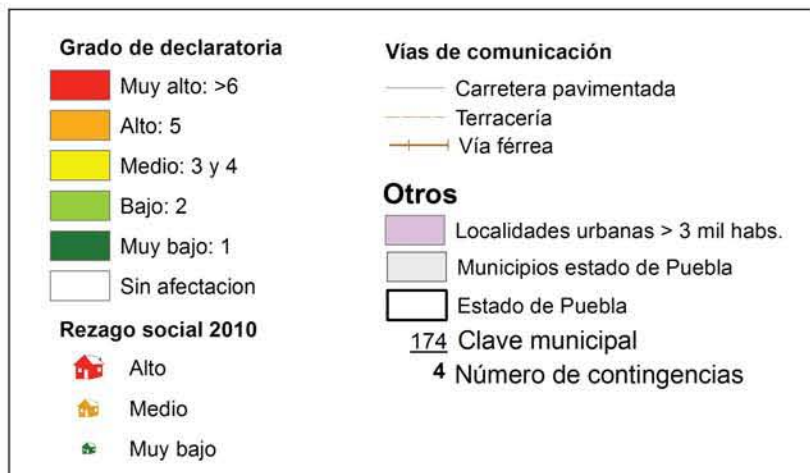 Grado de declaratoria
Muy alto: >6
Alto: 5
Medio: 3 y 4
Bajo: 2
Muy bajo: 1
Sin afectacion
Rezago social 2010
Alto
Medio
Muy bajo
Vías de comunicación
Carretera pavimentada
Terracería
Vía férrea
Otros
Localidades urbanas > 3 mil habs.
Municipios estado de Puebla
Estado de Puebla
174 Clave municipal
4 Número de contingencias